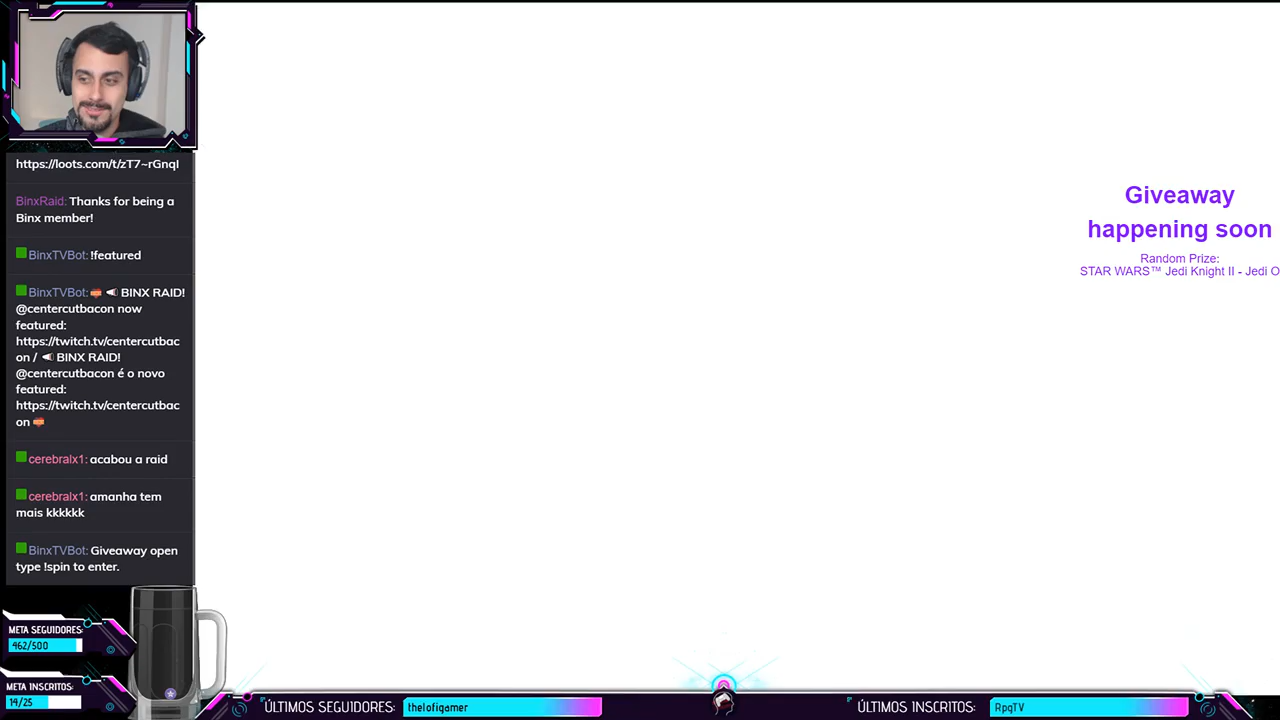 https://loots.com/t/zT7~rGnqI
BinxRaid: Thanks for being a
Binx member!
BinxTVBot: !featured
BinxTVBot: BINX RAID!
@centercutbacon now
featured:
https://twitch.tv/centercutbac
on / BINX RAID!
@centercutbacon é o novo
featured:
https://twitch.tv/centercutbac
on
cerebralx1: acabou a raid
cerebralx1: amanha tem
mais kkkkkk
BinxTVBot: Giveaway open
type !spin to enter.
Giveaway
happening soon
Random Prize:
STAR WARS™ Jedi Knight II - Jedi O
META SEGUIDORES:
462/500
META INSCRITOS:
14/25
ÚLTIMOS SEGUIDORES: thelofigamer
ÚLTIMOS INSCRITOS: RpgTV